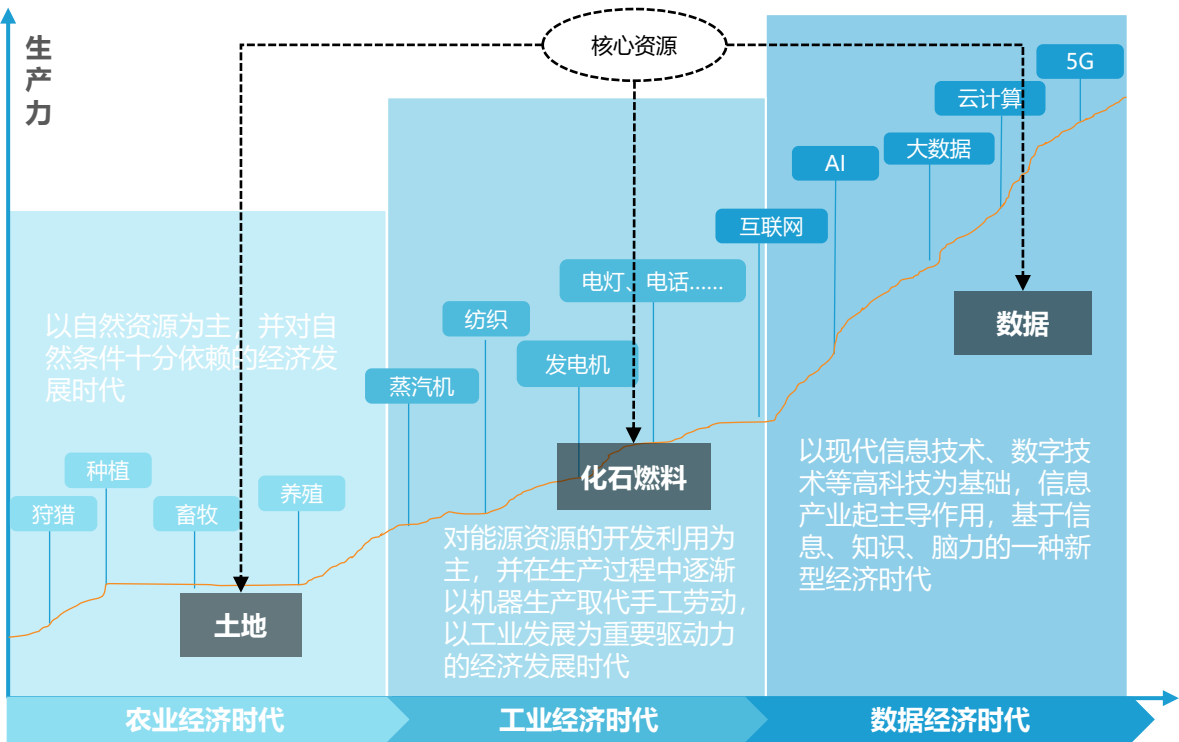 生
产
力
核心资源
5G
云计算
大数据
AI
互联网
电灯、电话......
纺织
发电机
蒸汽机
以自然资源为主，并对自
然条件十分依赖的经济发
展时代
数据
种植
养殖
狩猎
畜牧
化石燃料
土地
对能源资源的开发利用为
主，并在生产过程中逐渐
以机器生产取代手工劳动，
以工业发展为重要驱动力
的经济发展时代
以现代信息技术、数字技
术等高科技为基础，信息
产业起主导作用，基于信
息、知识、脑力的一种新
型经济时代
农业经济时代
工业经济时代
数据经济时代